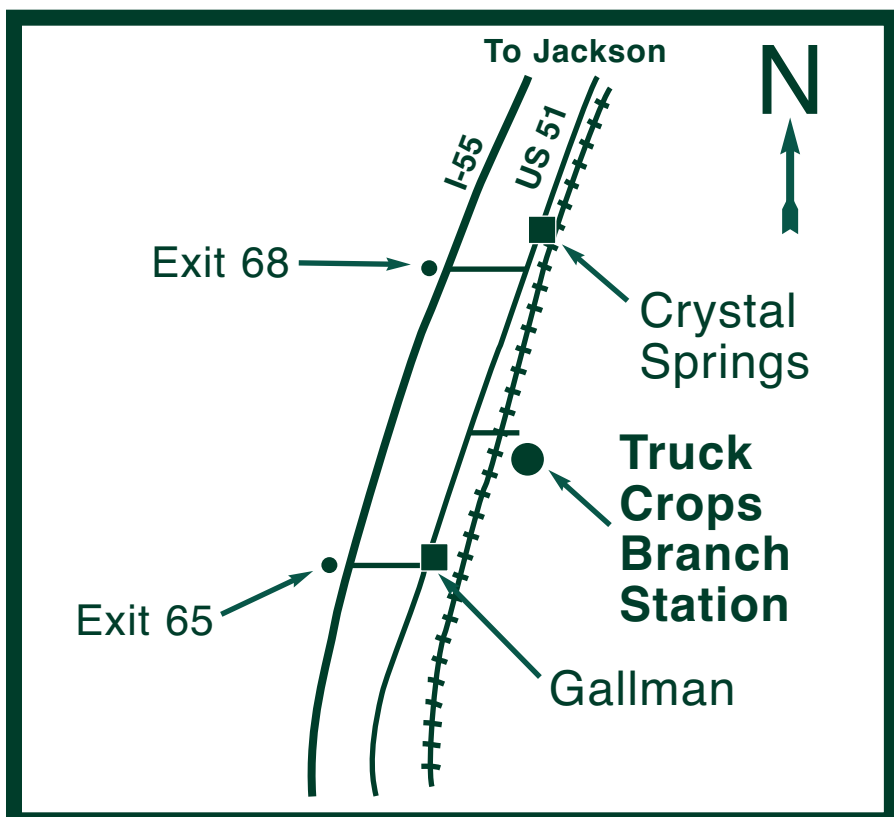 To Jackson
N
I-55
US 51
Exit 68
Crystal
Springs
Truck
Crops
Branch
Station
Exit 65
Gallman